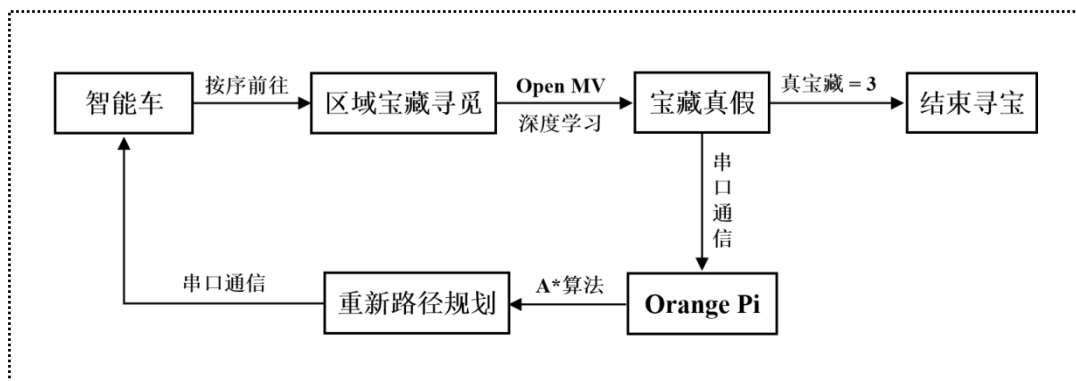 智能车
按序前往
区域宝藏寻觅
Open MV
深度学习
宝藏真假
真宝藏 = 3
结束寻宝
串口通信
Orange Pi
A*算法
重新路径规划
串口通信